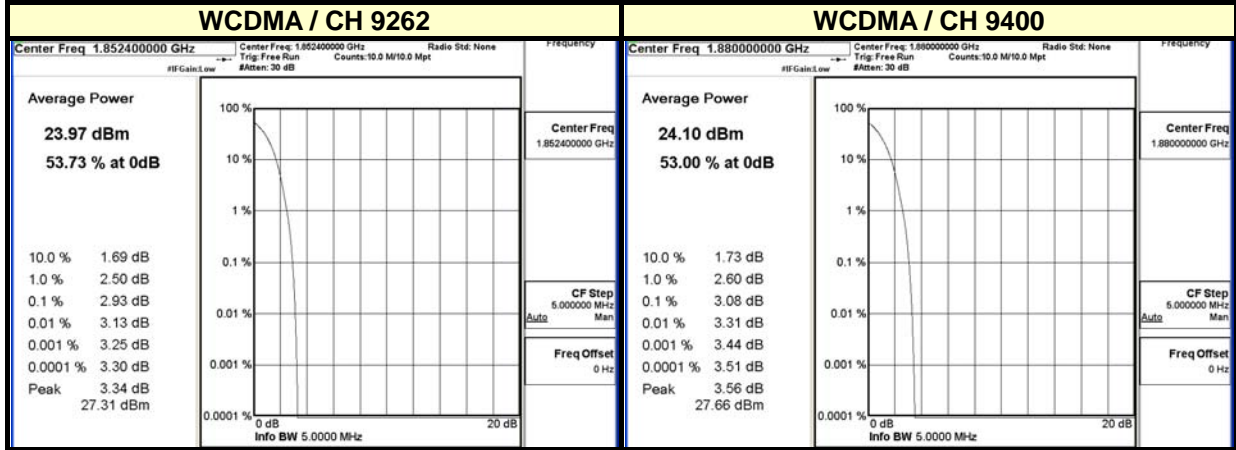 WCDMA / CH 9262
Center Freq 1.852400000 GHz
Center Freq: 1.852400000 GHz
Radio Std: None
Trig: Free Run
Counts:10.0 M/10.0 Mpt
#IFGain:Low
#Atten: 30 dB
Frequency
Average Power
23.97 dBm
53.73 % at 0dB
10.0 % 1.69 dB
1.0 % 2.50 dB
0.1 % 2.93 dB
0.01 % 3.13 dB
0.001 % 3.25 dB
0.0001 % 3.30 dB
Peak 3.34 dB
27.31 dBm
100 %
10 %
1 %
0.1 %
0.01 %
0.001 %
0.0001 %
0 dB
20 dB
Info BW 5.0000 MHz
Center Freq
1.852400000 GHz
CF Step
5.000000 MHz
Auto Man
Freq Offset
0 Hz
WCDMA / CH 9400
Center Freq 1.880000000 GHz
Center Freq: 1.880000000 GHz
Radio Std: None
Trig: Free Run
Counts:10.0 M/10.0 Mpt
#IFGain:Low
#Atten: 30 dB
Frequency
Average Power
24.10 dBm
53.00 % at 0dB
10.0 % 1.73 dB
1.0 % 2.60 dB
0.1 % 3.08 dB
0.01 % 3.31 dB
0.001 % 3.44 dB
0.0001 % 3.51 dB
Peak 3.56 dB
27.66 dBm
100 %
10 %
1 %
0.1 %
0.01 %
0.001 %
0.0001 %
0 dB
20 dB
Info BW 5.0000 MHz
Center Freq
1.880000000 GHz
CF Step
5.000000 MHz
Auto Man
Freq Offset
0 Hz